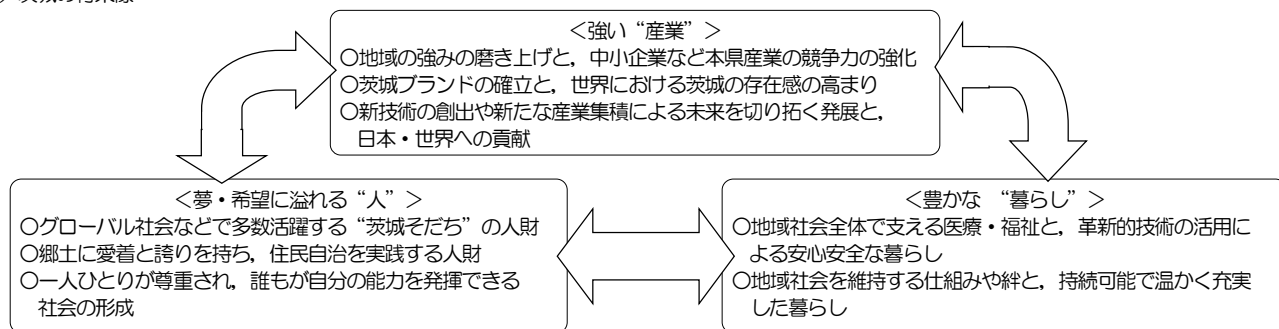 ＜強い“産業”＞
○地域の強みの磨き上げと，中小企業など本県産業の競争力の強化
○茨城ブランドの確立と，世界における茨城の存在感の高まり
○新技術の創出や新たな産業集積による未来を切り拓く発展と，
日本・世界への貢献
＜夢・希望に溢れる“人”＞
○グローバル社会などで多数活躍する“茨城そだち”の人財
○郷土に愛着と誇りを持ち，住民自治を実践する人財
○一人ひとりが尊重され，誰もが自分の能力を発揮できる
社会の形成
＜豊かな “暮らし”＞
○地域社会全体で支える医療・福祉と，革新的技術の活用に
よる安心安全な暮らし
○地域社会を維持する仕組みや絆と，持続可能で温かく充実
した暮らし